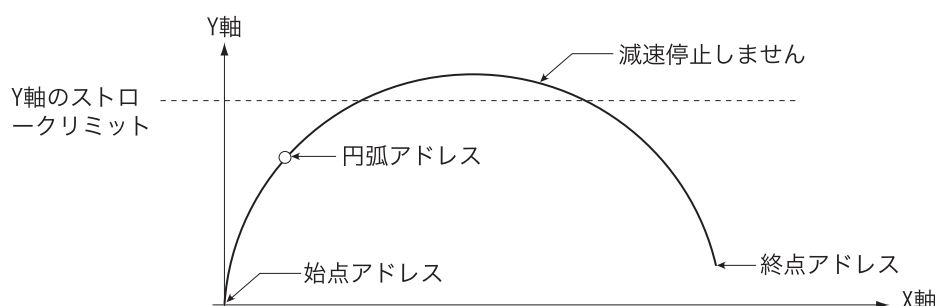 Y軸
減速停止しません
Y軸のストロ
ークリミット
円弧アドレス
終点アドレス
始点アドレス
X軸